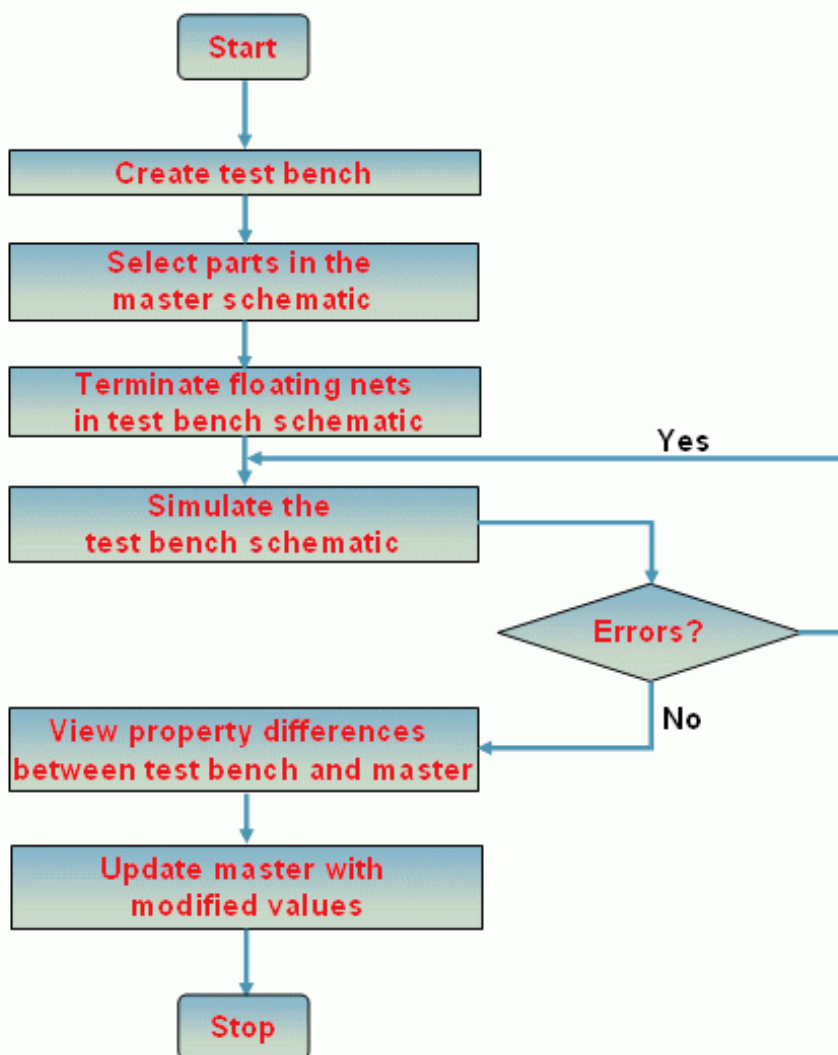 Start
Create test bench
Select parts in the
master schematic
Terminate floating nets
in test bench schematic
Yes
Simulate the
test bench schematic
Errors?
No
View property differences
between test bench and master
Update master with
modified values
Stop